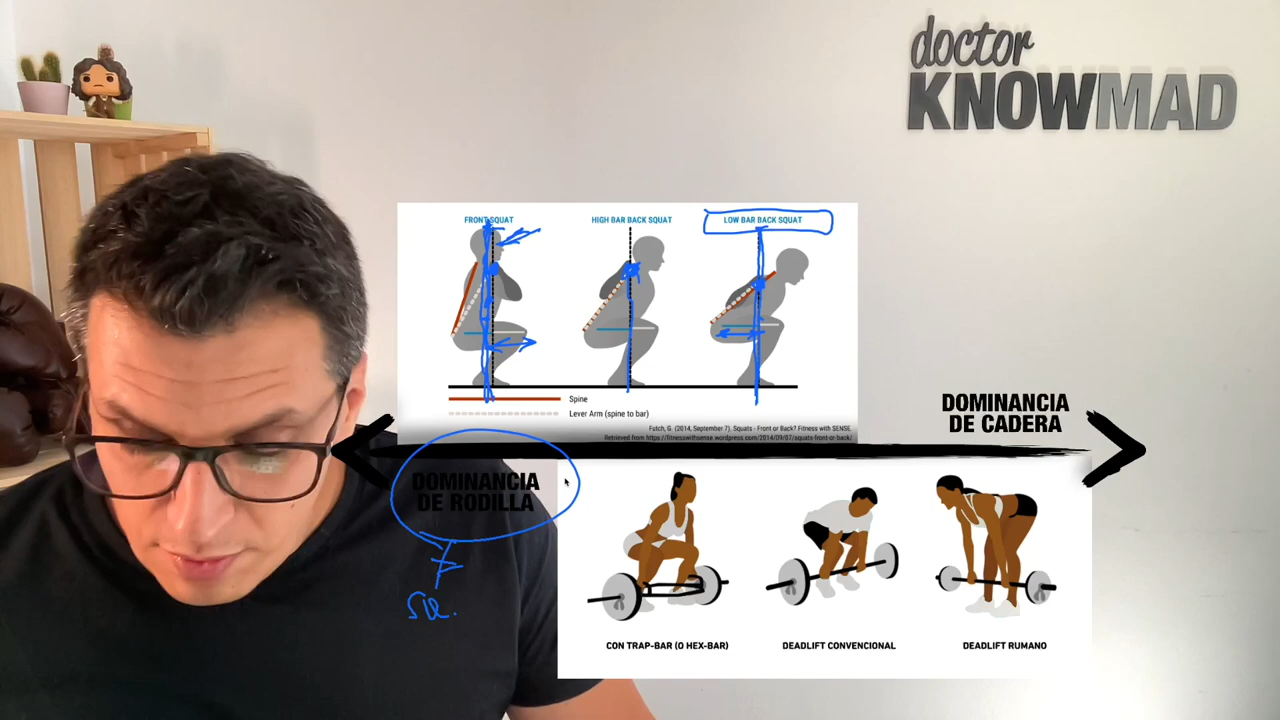 doctor
KNOWMAD
FRONT SQUAT
HIGH BAR BACK SQUAT
LOW BAR BACK SQUAT
Spine
Lever Arm (spine to bar)
Futch, G. (2014, September 7). Squats - Front or Back? Fitness with SENSE.
Retrieved from https://fitnesswithsense.wordpress.com/2014/09/07/squats-front-or-back/
DOMINANCIA
DE CADERA
DOMINANCIA
DE RODILLA
CON TRAP-BAR (O HEX-BAR)
DEADLIFT CONVENCIONAL
DEADLIFT RUMANO